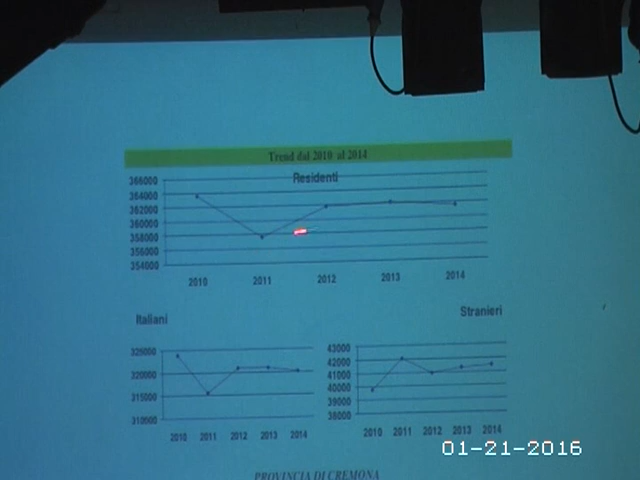 Trend dal 2010 al 2014
Residenti
366000
364000
362000
360000
358000
356000
354000
2010 2011 2012 2013 2014
Italiani
325000
320000
315000
310000
2010 2011 2012 2013 2014
Stranieri
43000
42000
41000
40000
39000
38000
2010 2011 2012 2013 2014
PROVINCIA DI CREMONA
01-21-2016